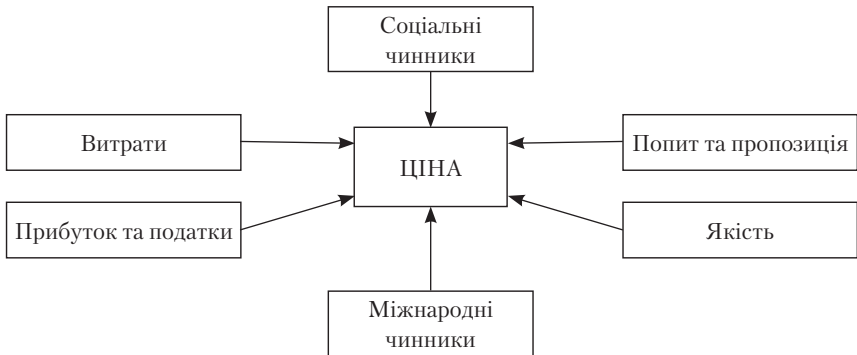 Соціальні
чинники
Витрати
ЦІНА
Попит та пропозиція
Прибуток та податки
Якість
Міжнародні
чинники